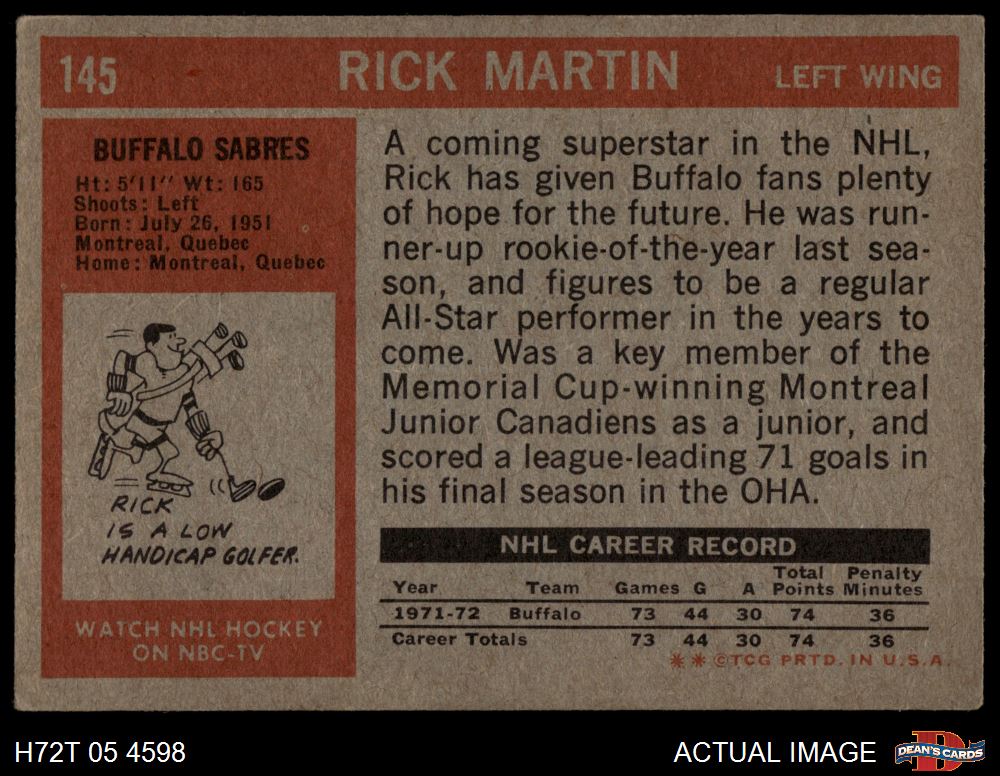 145 RICK MARTIN LEFT WING
BUFFALO SABRES
Ht: 5'11" Wt: 165
Shoots: Left
Born: July 26, 1951
Montreal, Quebec
Home: Montreal, Quebec
RICK
IS A LOW
HANDICAP GOLFER.
WATCH NHL HOCKEY
ON NBC-TV
A coming superstar in the NHL,
Rick has given Buffalo fans plenty
of hope for the future. He was run-
ner-up rookie-of-the-year last sea-
son, and figures to be a regular
All-Star performer in the years to
come. Was a key member of the
Memorial Cup-winning Montreal
Junior Canadiens as a junior, and
scored a league-leading 71 goals in
his final season in the OHA.
NHL CAREER RECORD
Total Penalty
Year Team Games G A Points Minutes
1971-72 Buffalo 73 44 30 74 36
Career Totals 73 44 30 74 36
* * ©TCG PRTD. IN U.S.A.
H72T 05 4598 ACTUAL IMAGE DEAN'S CARDS